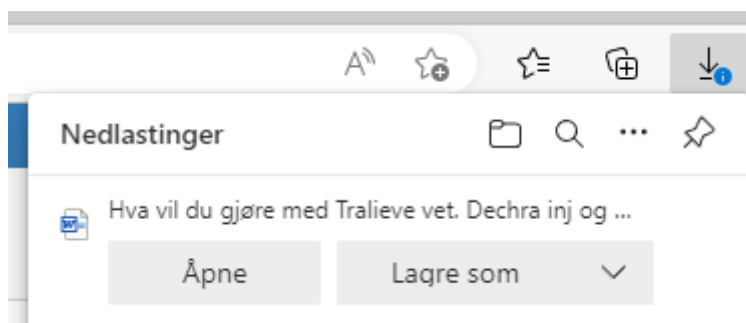 Nedlastinger
Hva vil du gjøre med Tralieve vet. Dechra inj og ...
Åpne
Lagre som